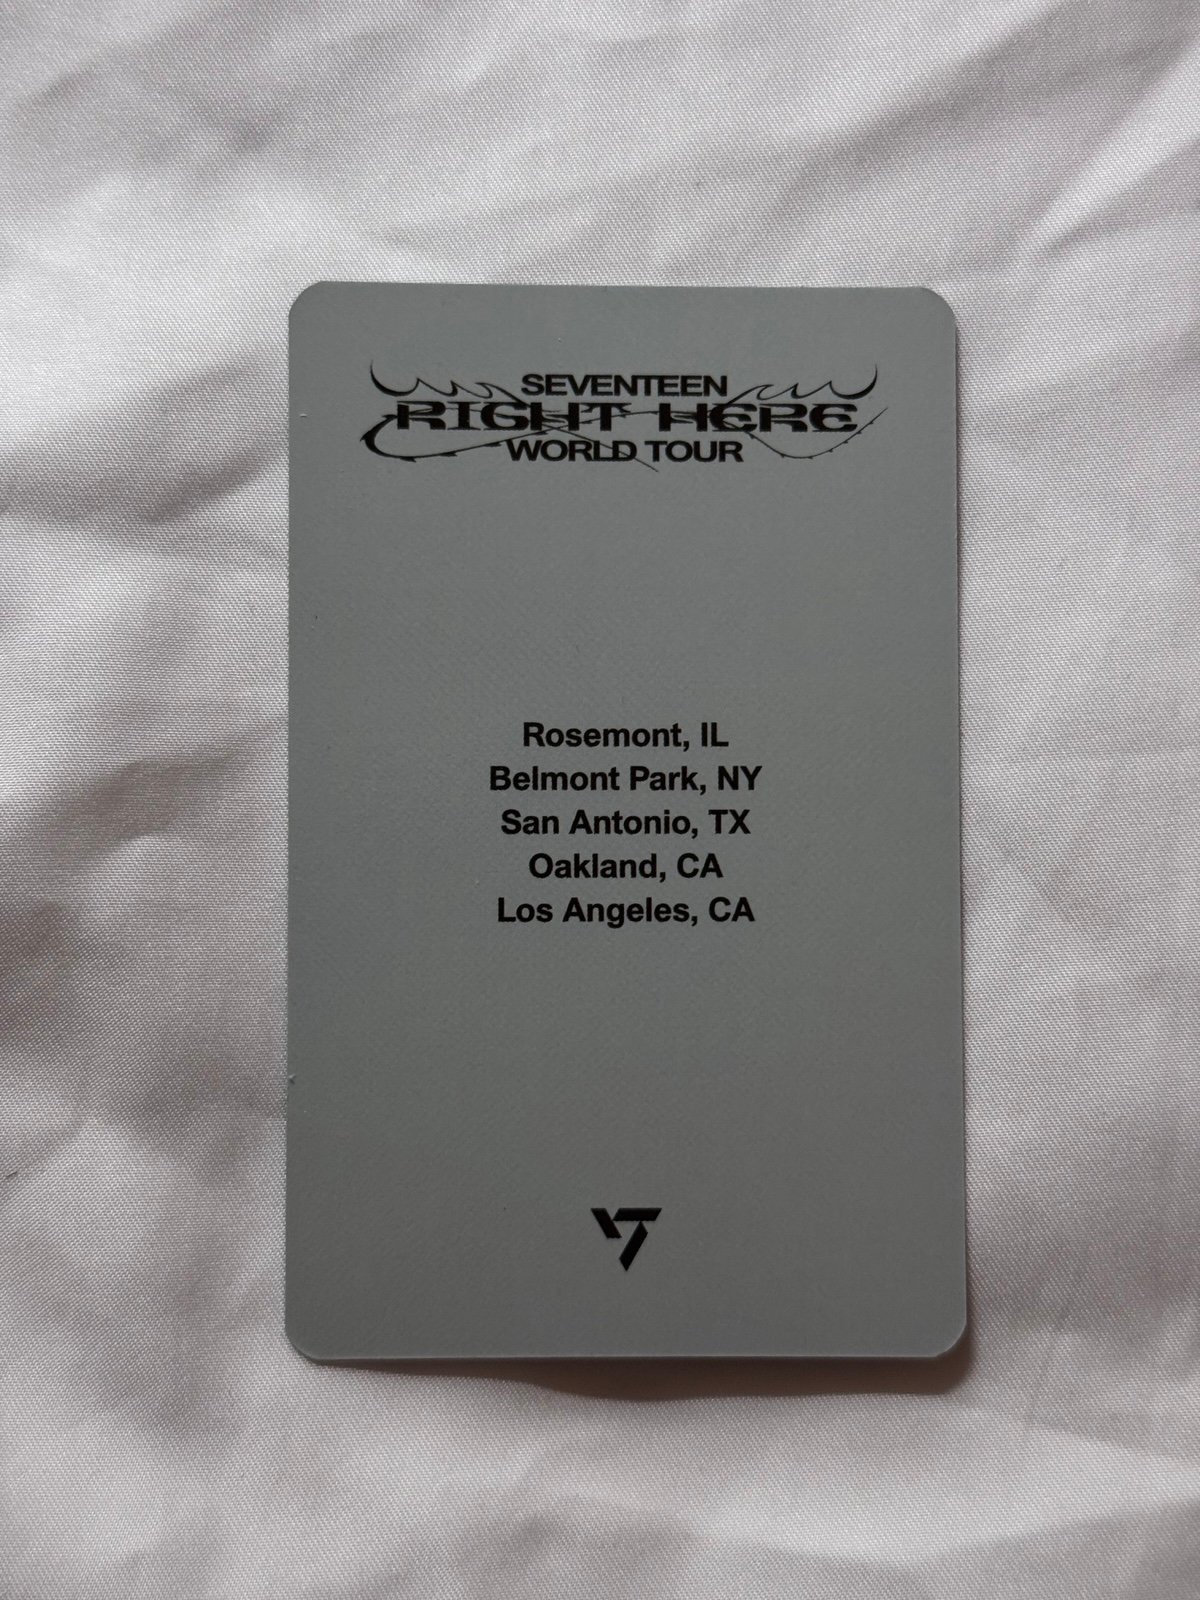 SEVENTEEN
RIGHT HERE
WORLD TOUR
Rosemont, IL
Belmont Park, NY
San Antonio, TX
Oakland, CA
Los Angeles, CA